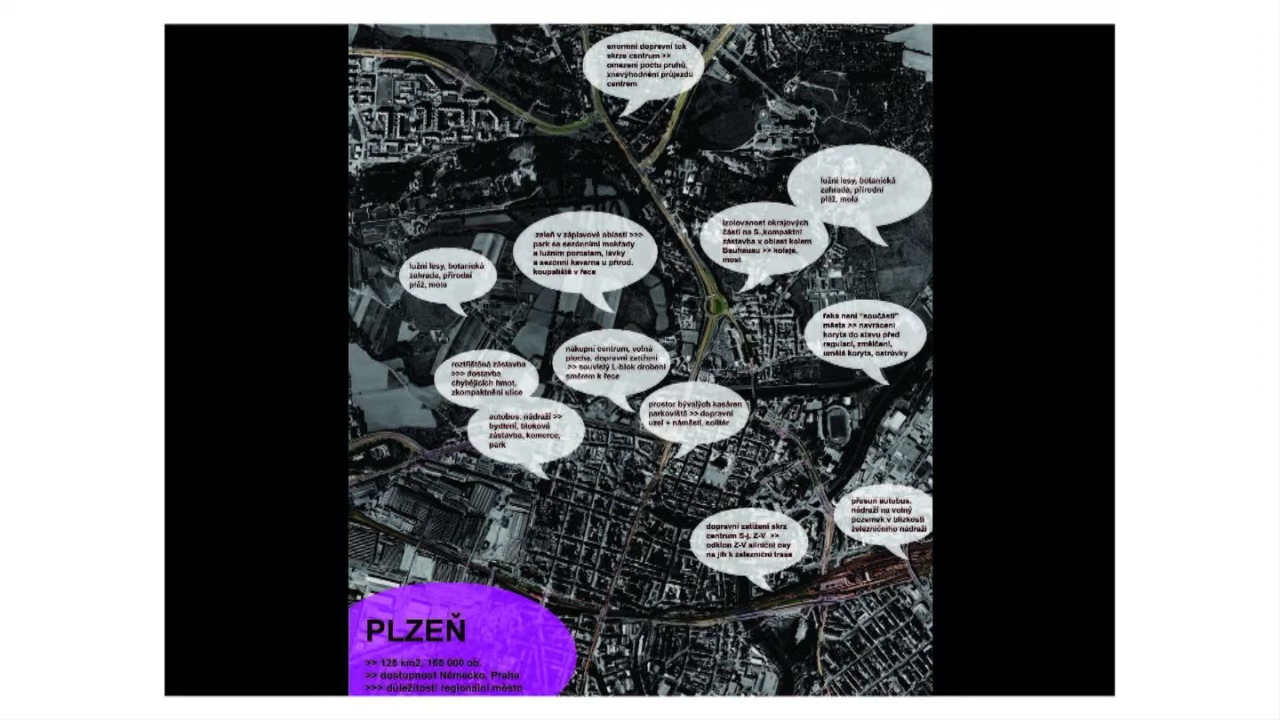 enormní dopravní tok
skrze centrum >>
omezení počtu pruhů,
znevýhodnění průjezdu
centrem
lužní lesy, botanická
zahrada, přírodní
pláž, mola
izolovanost okrajových
částí na S.,kompaktní
zástavba v oblast kolem
Bauhausu >> koleje,
most
zeleň v záplavové oblasti >>>
park se sezónními mokřady
a lužním porostem, lávky
a sezónní kavárna u přírod.
koupaliště v řece
lužní lesy, botanická
zahrada, přírodní
pláž, mola
řeka není "součástí"
města >> navrácení
koryta do stavu před
regulací, změlčení,
umělá koryta, ostrůvky
nákupní centrum, volná
plocha, dopravní zatížení
>> souvislý L-blok drobení
směrem k řece
roztříštěná zástavba
>>> dostavba
chybějících hmot,
zkompaktnění ulice
prostor bývalých kasáren
parkoviště >> dopravní
uzel + náměstí, solitér
autobus. nádraží >>
bydlení, bloková
zástavba, komerce,
park
přesun autobus.
nádraží na volný
pozemek v blízkosti
železničního nádraží
dopravní zatížení skrz
centrum S-j, Z-V >>
odklon Z-V silniční osy
na jih k železniční trase
PLZEŇ
>> 125 km2, 165 000 ob.
>> dostupnost Německo, Praha
>>> důležitostí regionální město